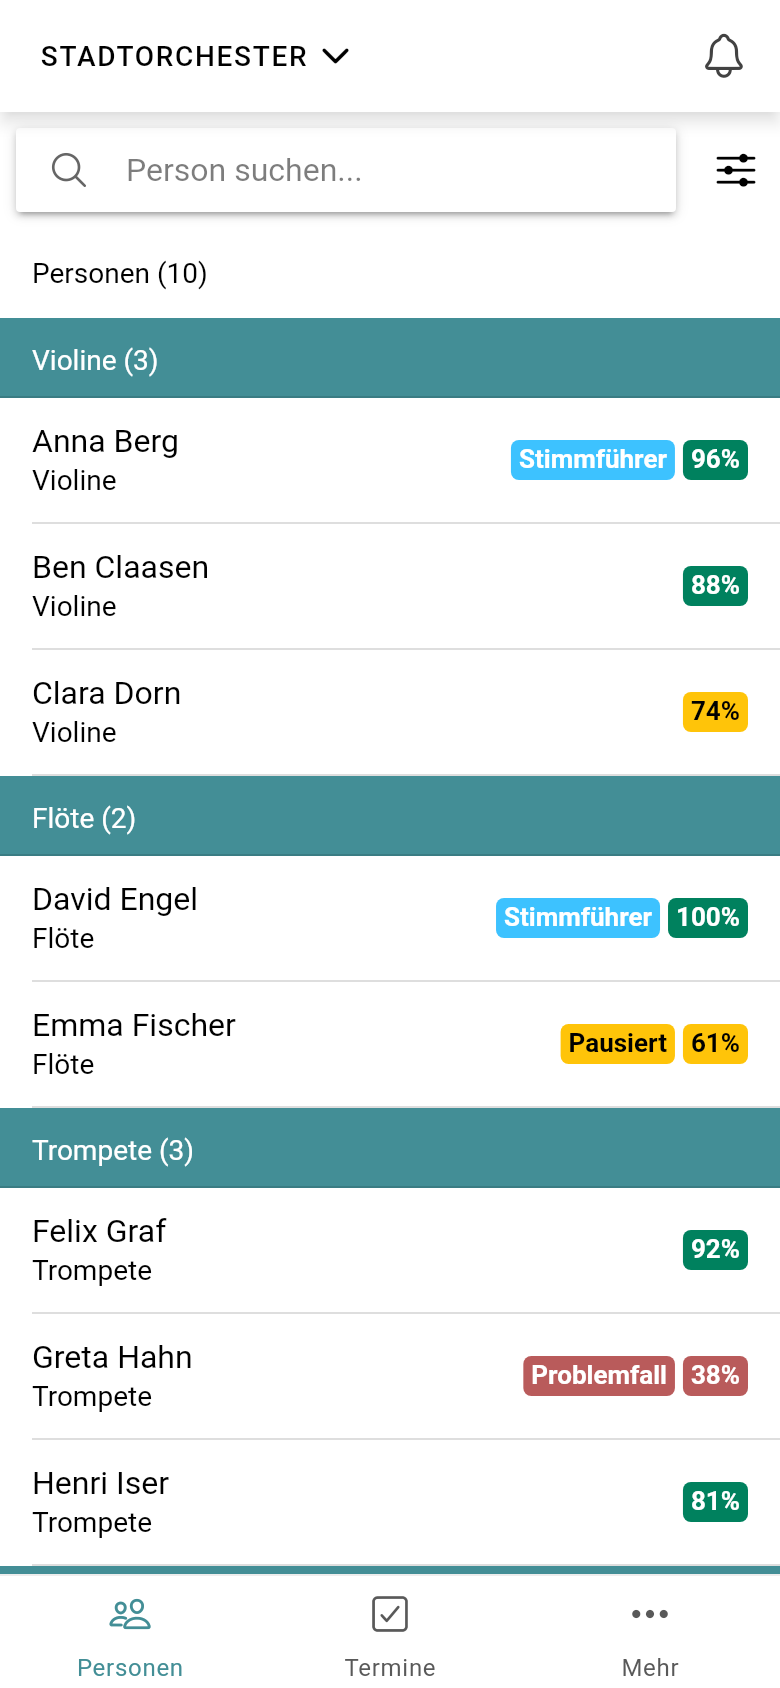 STADTORCHESTER
Person suchen...
Personen (10)
Violine (3)
Anna Berg
Violine
Stimmführer 96%
Ben Claasen
Violine
88%
Clara Dorn
Violine
74%
Flöte (2)
David Engel
Flöte
Stimmführer 100%
Emma Fischer
Flöte
Pausiert 61%
Trompete (3)
Felix Graf
Trompete
92%
Greta Hahn
Trompete
Problemfall 38%
Henri Iser
Trompete
81%
Personen Termine Mehr